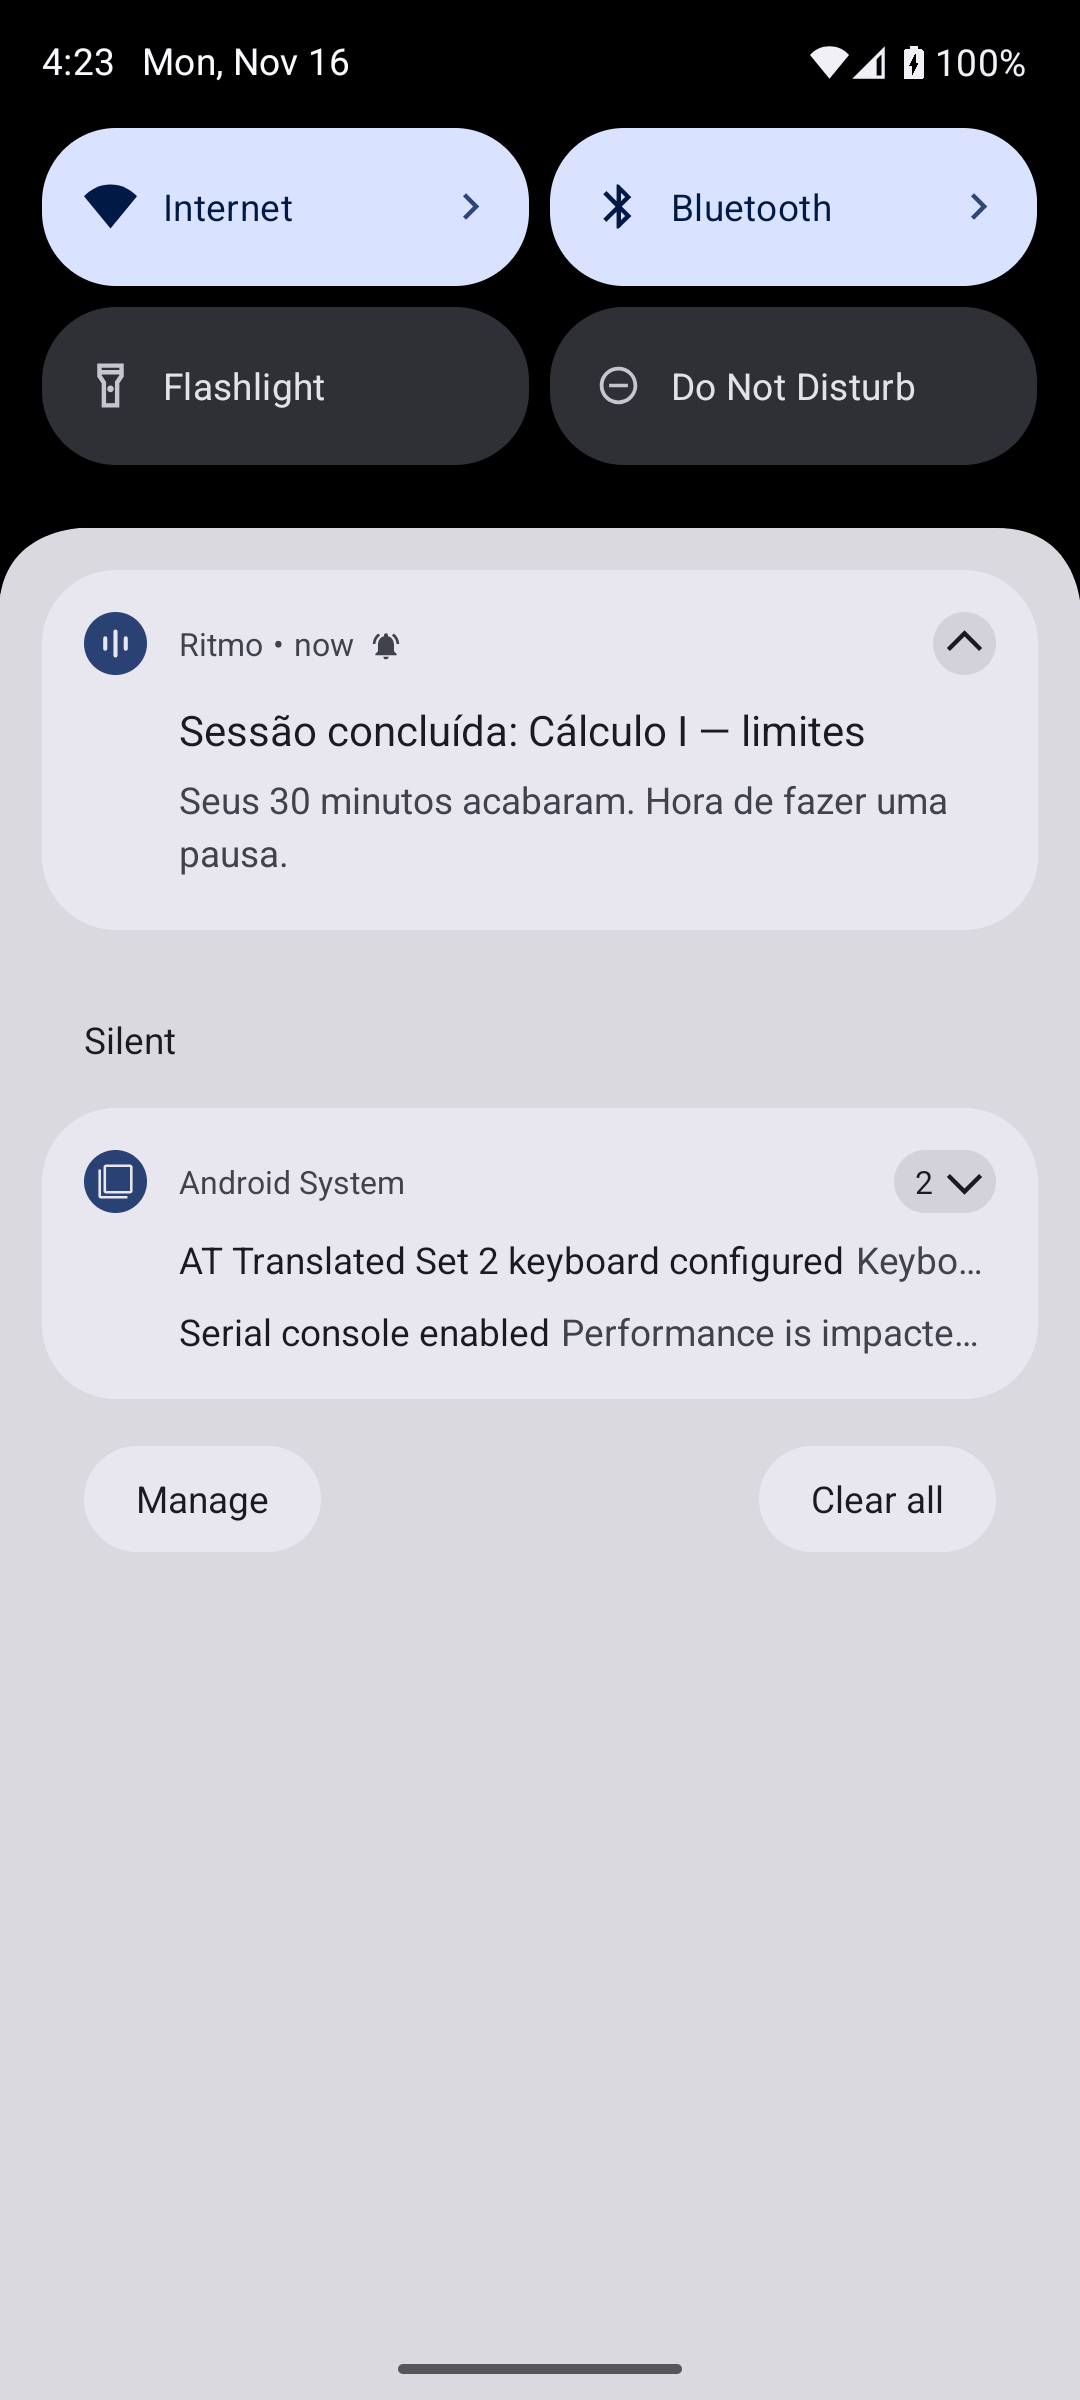 4:23 Mon, Nov 16 100%
Internet Bluetooth
Flashlight Do Not Disturb
Ritmo • now
Sessão concluída: Cálculo I — limites
Seus 30 minutos acabaram. Hora de fazer uma
pausa.
Silent
Android System 2
AT Translated Set 2 keyboard configured Keybo…
Serial console enabled Performance is impacte…
Manage Clear all